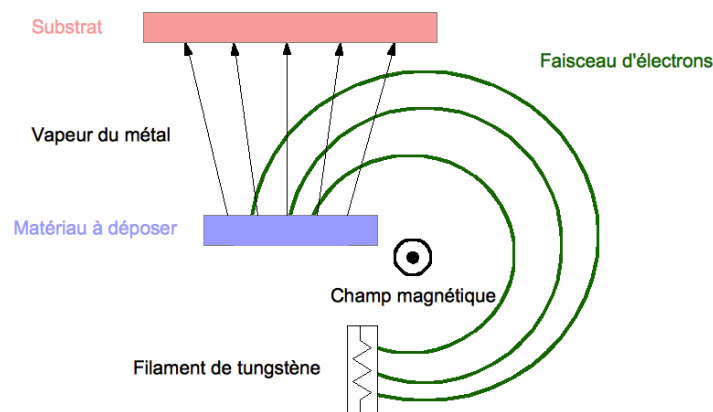 Substrat
Faisceau d'électrons
Vapeur du métal
Matériau à déposer
Champ magnétique
Filament de tungstène